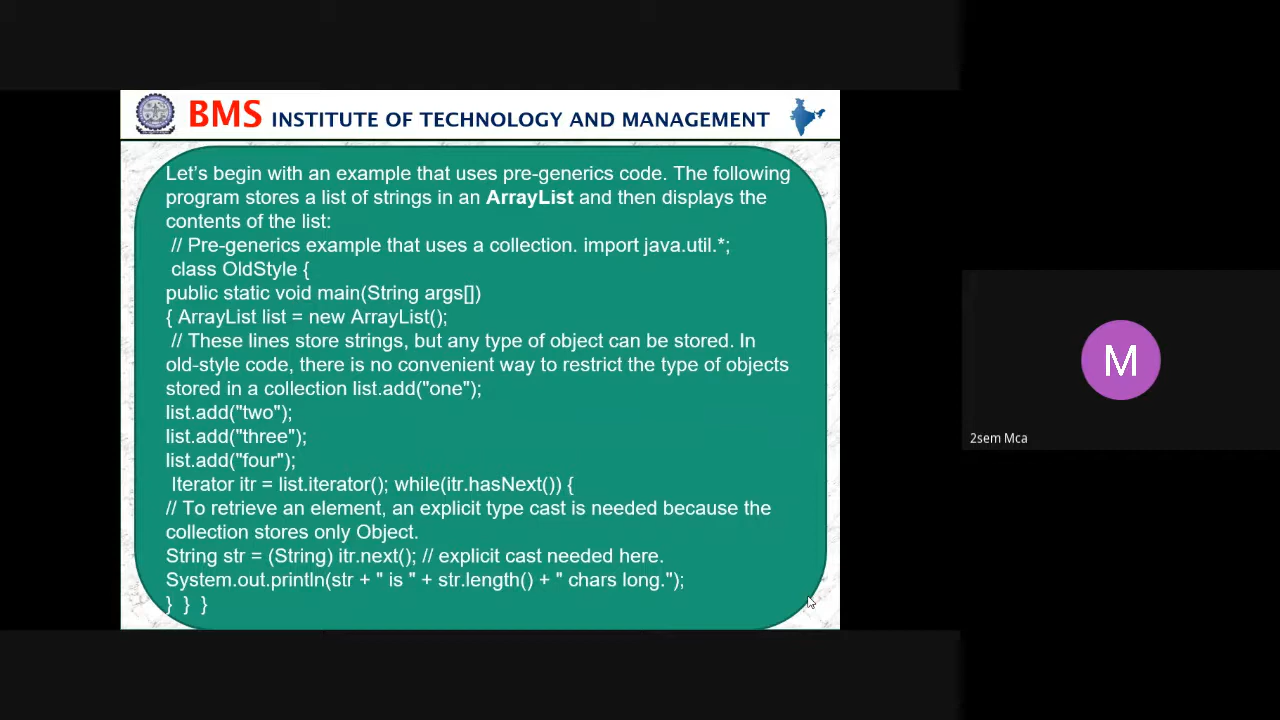 BMS INSTITUTE OF TECHNOLOGY AND MANAGEMENT
Let's begin with an example that uses pre-generics code. The following
program stores a list of strings in an ArrayList and then displays the
contents of the list:
// Pre-generics example that uses a collection. import java.util.*;
class OldStyle {
public static void main(String args[])
{ ArrayList list = new ArrayList();
// These lines store strings, but any type of object can be stored. In
old-style code, there is no convenient way to restrict the type of objects
stored in a collection list.add("one");
list.add("two");
list.add("three");
list.add("four");
Iterator itr = list.iterator(); while(itr.hasNext()) {
// To retrieve an element, an explicit type cast is needed because the
collection stores only Object.
String str = (String) itr.next(); // explicit cast needed here.
System.out.println(str + " is " + str.length() + " chars long.");
} } }
M
2sem Mca